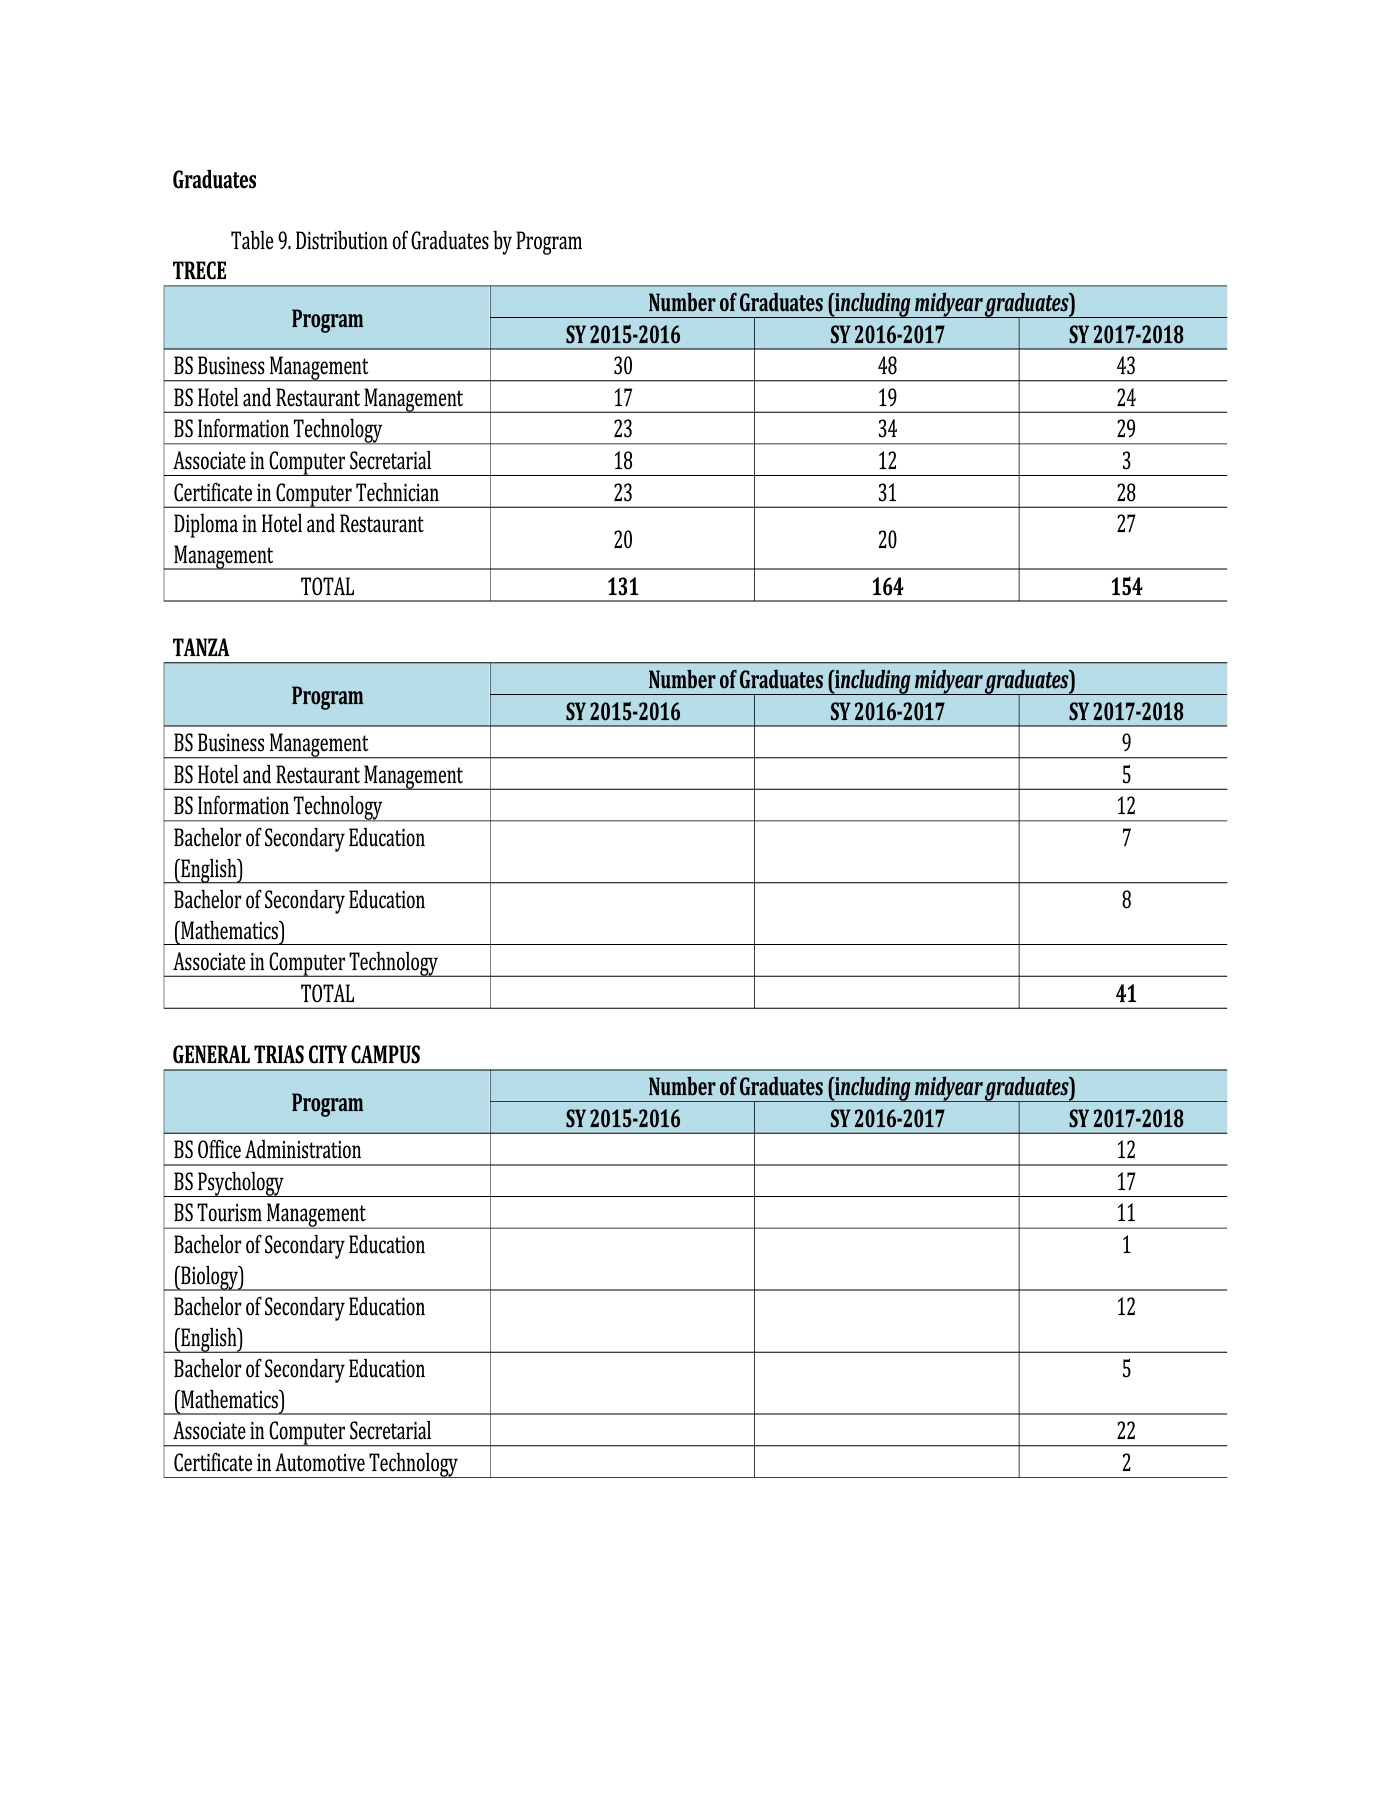 Graduates
Table 9. Distribution of Graduates by Program
TRECE
Program
Number of Graduates (including midyear graduates)
SY 2015-2016 SY 2016-2017 SY 2017-2018
BS Business Management 30 48 43
BS Hotel and Restaurant Management 17 19 24
BS Information Technology 23 34 29
Associate in Computer Secretarial 18 12 3
Certificate in Computer Technician 23 31 28
Diploma in Hotel and Restaurant
Management 20 20 27
TOTAL 131 164 154
TANZA
Program
Number of Graduates (including midyear graduates)
SY 2015-2016 SY 2016-2017 SY 2017-2018
BS Business Management 9
BS Hotel and Restaurant Management 5
BS Information Technology 12
Bachelor of Secondary Education 7
(English)
Bachelor of Secondary Education 8
(Mathematics)
Associate in Computer Technology
TOTAL 41
GENERAL TRIAS CITY CAMPUS
Program
Number of Graduates (including midyear graduates)
SY 2015-2016 SY 2016-2017 SY 2017-2018
BS Office Administration 12
BS Psychology 17
BS Tourism Management 11
Bachelor of Secondary Education 1
(Biology)
Bachelor of Secondary Education 12
(English)
Bachelor of Secondary Education 5
(Mathematics)
Associate in Computer Secretarial 22
Certificate in Automotive Technology 2